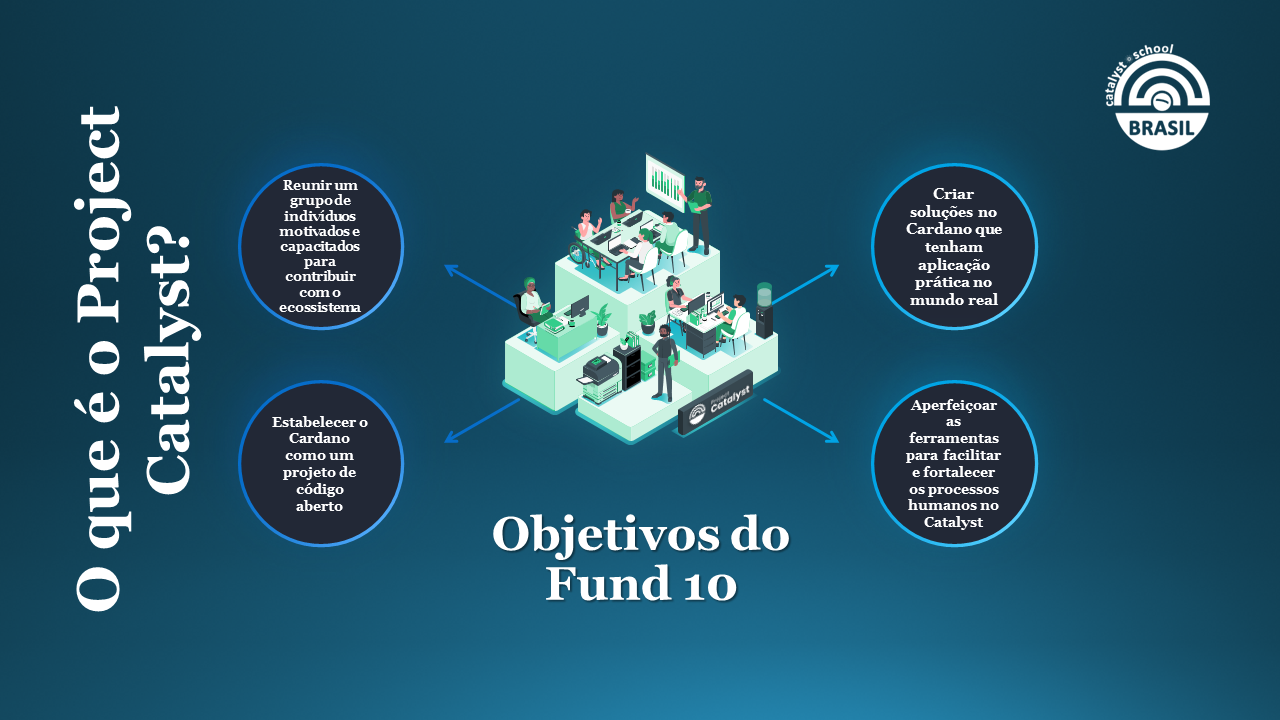 O que é o Project
Catalyst?
catalyst school
BRASIL
Reunir um
grupo de
indivíduos
motivados e
capacitados
para
contribuir
com o
ecossistema
Criar
soluções no
Cardano que
tenham
aplicação
prática no
mundo real
Estabelecer o
Cardano
como um
projeto de
código
aberto
Aperfeiçoar
as
ferramentas
para facilitar
e fortalecer
os processos
humanos no
Catalyst
Project
Catalyst
Objetivos do
Fund 10